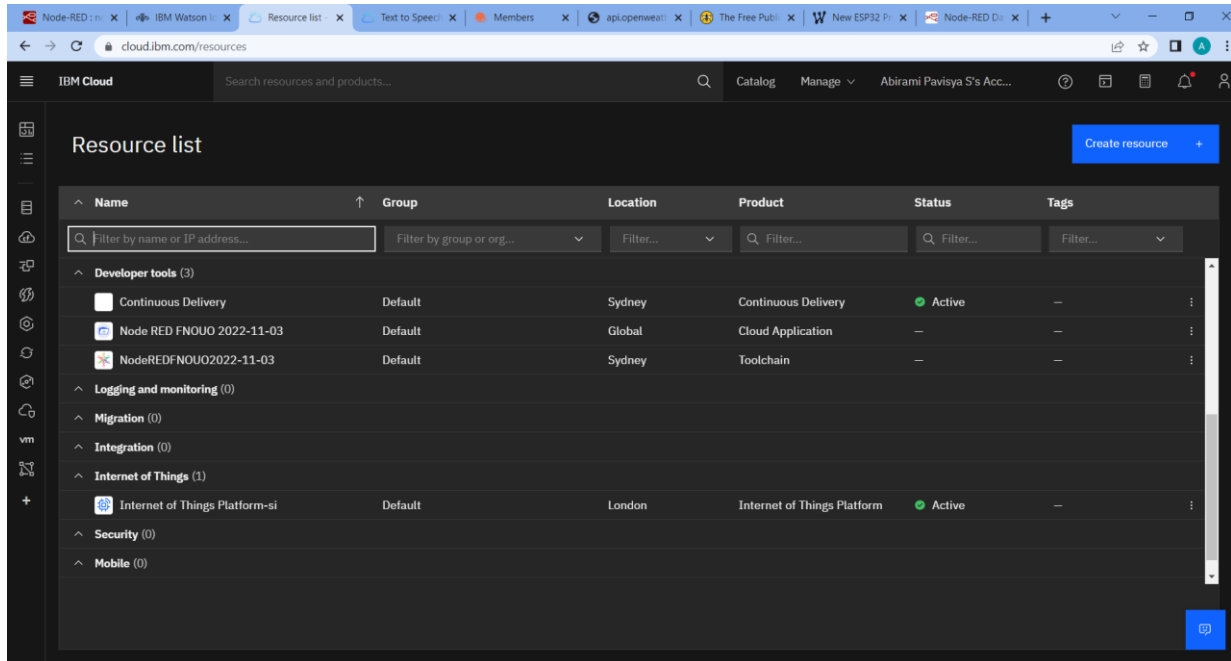 Node-RED : no IBM Watson Io Resource list - Text to Speech Members api.openweath The Free Publi New ESP32 Pr Node-RED Da
cloud.ibm.com/resources A
IBM Cloud Search resources and products... Catalog Manage Abirami Pavisya S's Acc...
Resource list Create resource +
Name Group Location Product Status Tags
Filter by name or IP address... Filter by group or org... Filter... Filter... Filter... Filter...
Developer tools (3)
Continuous Delivery Default Sydney Continuous Delivery Active —
Node RED FNOUO 2022-11-03 Default Global Cloud Application — —
NodeREDFNOUO2022-11-03 Default Sydney Toolchain — —
Logging and monitoring (0)
Migration (0)
vm Integration (0)
Internet of Things (1)
Internet of Things Platform-si Default London Internet of Things Platform Active —
Security (0)
Mobile (0)